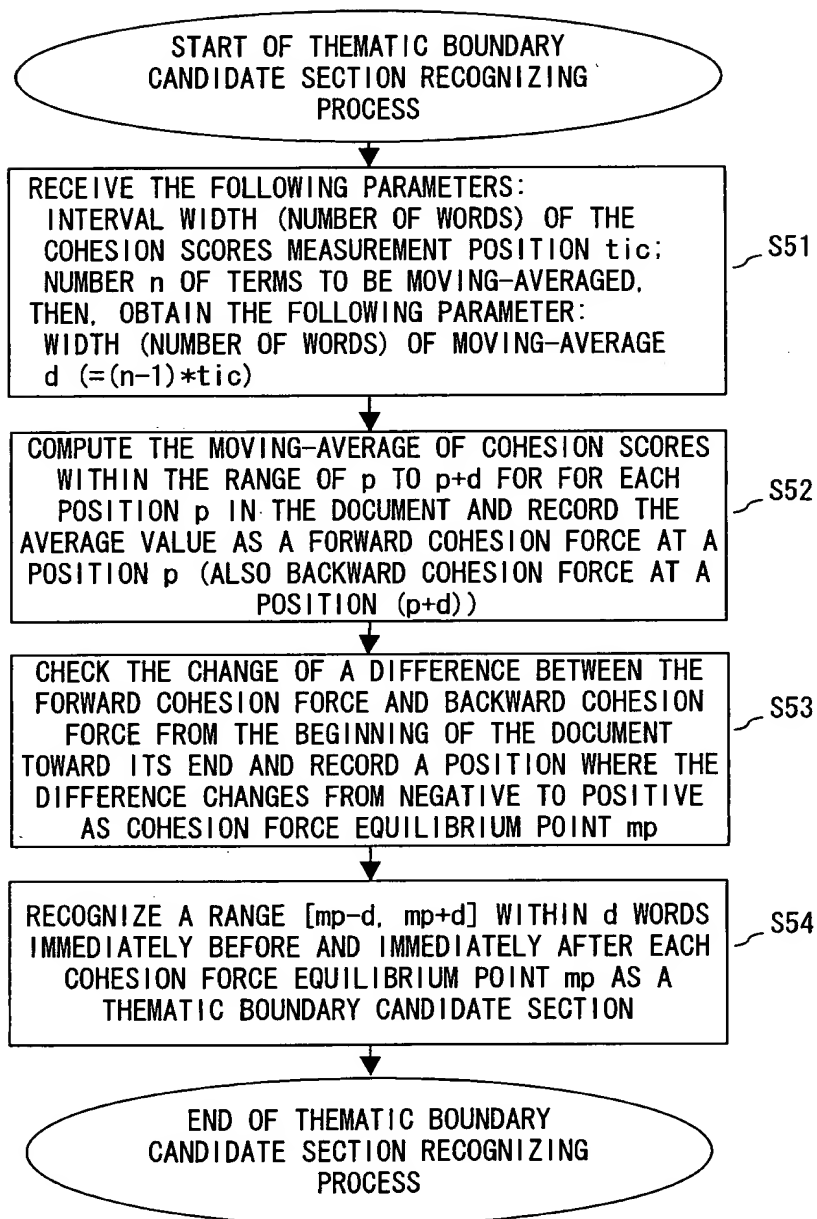 START OF THEMATIC BOUNDARY
CANDIDATE SECTION RECOGNIZING
PROCESS
RECEIVE THE FOLLOWING PARAMETERS:
INTERVAL WIDTH (NUMBER OF WORDS) OF THE
COHESION SCORES MEASUREMENT POSITION tic;
NUMBER n OF TERMS TO BE MOVING-AVERAGED,
THEN, OBTAIN THE FOLLOWING PARAMETER:
WIDTH (NUMBER OF WORDS) OF MOVING-AVERAGE
d (=(n-1)*tic)
S51
COMPUTE THE MOVING-AVERAGE OF COHESION SCORES
WITHIN THE RANGE OF p TO p+d FOR FOR EACH
POSITION p IN THE DOCUMENT AND RECORD THE
AVERAGE VALUE AS A FORWARD COHESION FORCE AT A
POSITION p (ALSO BACKWARD COHESION FORCE AT A
POSITION (p+d))
S52
CHECK THE CHANGE OF A DIFFERENCE BETWEEN THE
FORWARD COHESION FORCE AND BACKWARD COHESION
FORCE FROM THE BEGINNING OF THE DOCUMENT
TOWARD ITS END AND RECORD A POSITION WHERE THE
DIFFERENCE CHANGES FROM NEGATIVE TO POSITIVE
AS COHESION FORCE EQUILIBRIUM POINT mp
S53
RECOGNIZE A RANGE [mp-d, mp+d] WITHIN d WORDS
IMMEDIATELY BEFORE AND IMMEDIATELY AFTER EACH
COHESION FORCE EQUILIBRIUM POINT mp AS A
THEMATIC BOUNDARY CANDIDATE SECTION
S54
END OF THEMATIC BOUNDARY
CANDIDATE SECTION RECOGNIZING
PROCESS